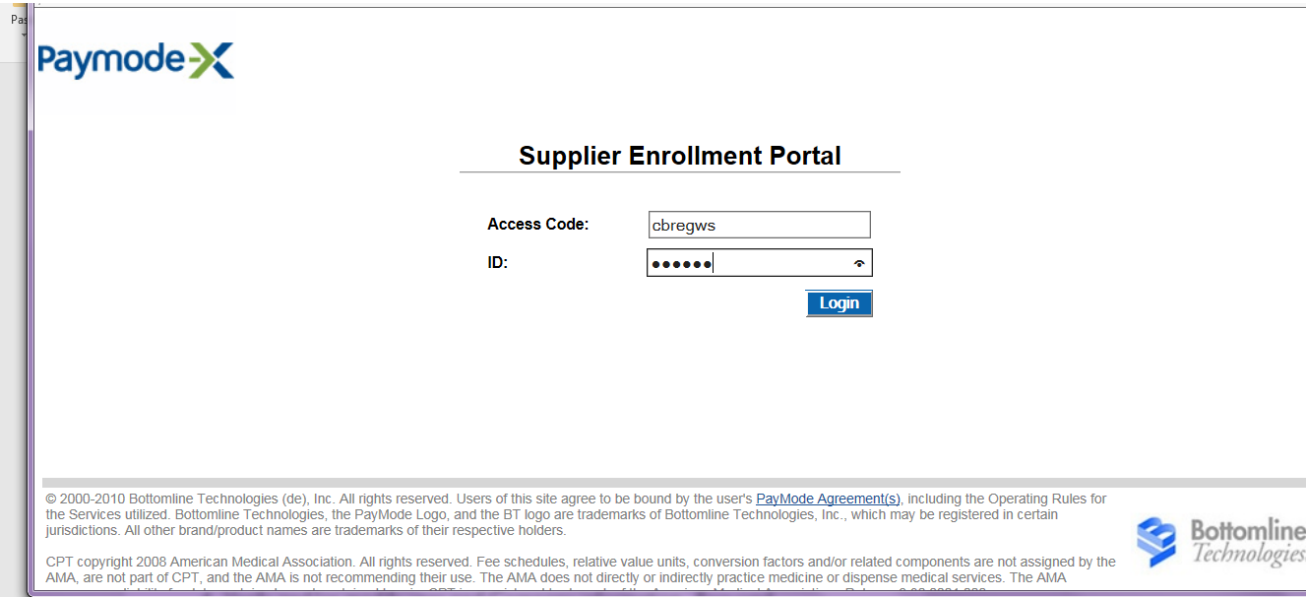 Pas
Paymode-X
Supplier Enrollment Portal
Access Code: cbregws
ID: ••••••
Login
© 2000-2010 Bottomline Technologies (de), Inc. All rights reserved. Users of this site agree to be bound by the user's PayMode Agreement(s), including the Operating Rules for
the Services utilized. Bottomline Technologies, the PayMode Logo, and the BT logo are trademarks of Bottomline Technologies, Inc., which may be registered in certain
jurisdictions. All other brand/product names are trademarks of their respective holders.
Bottomline
Technologies
CPT copyright 2008 American Medical Association. All rights reserved. Fee schedules, relative value units, conversion factors and/or related components are not assigned by the
AMA, are not part of CPT, and the AMA is not recommending their use. The AMA does not directly or indirectly practice medicine or dispense medical services. The AMA